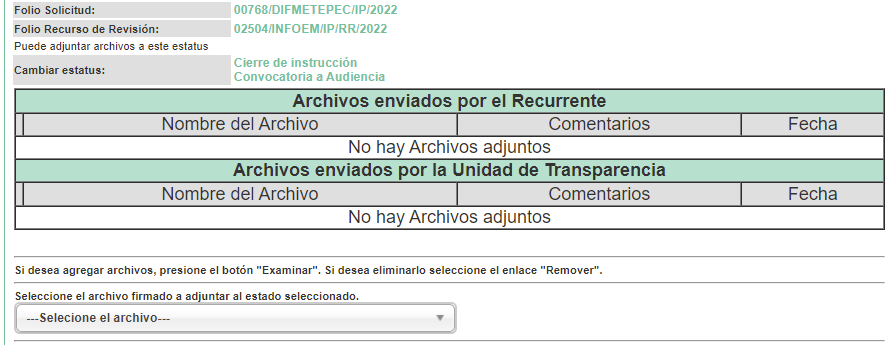 Folio Solicitud: 00768/DIFMETEPEC/IP/2022
Folio Recurso de Revisión: 02504/INFOEM/IP/RR/2022
Puede adjuntar archivos a este estatus
Cambiar estatus: Cierre de instrucción
Convocatoria a Audiencia
Archivos enviados por el Recurrente
Nombre del Archivo Comentarios Fecha
No hay Archivos adjuntos
Archivos enviados por la Unidad de Transparencia
Nombre del Archivo Comentarios Fecha
No hay Archivos adjuntos
Si desea agregar archivos, presione el botón "Examinar". Si desea eliminarlo seleccione el enlace "Remover".
Seleccione el archivo firmado a adjuntar al estado seleccionado.
---Selecione el archivo---